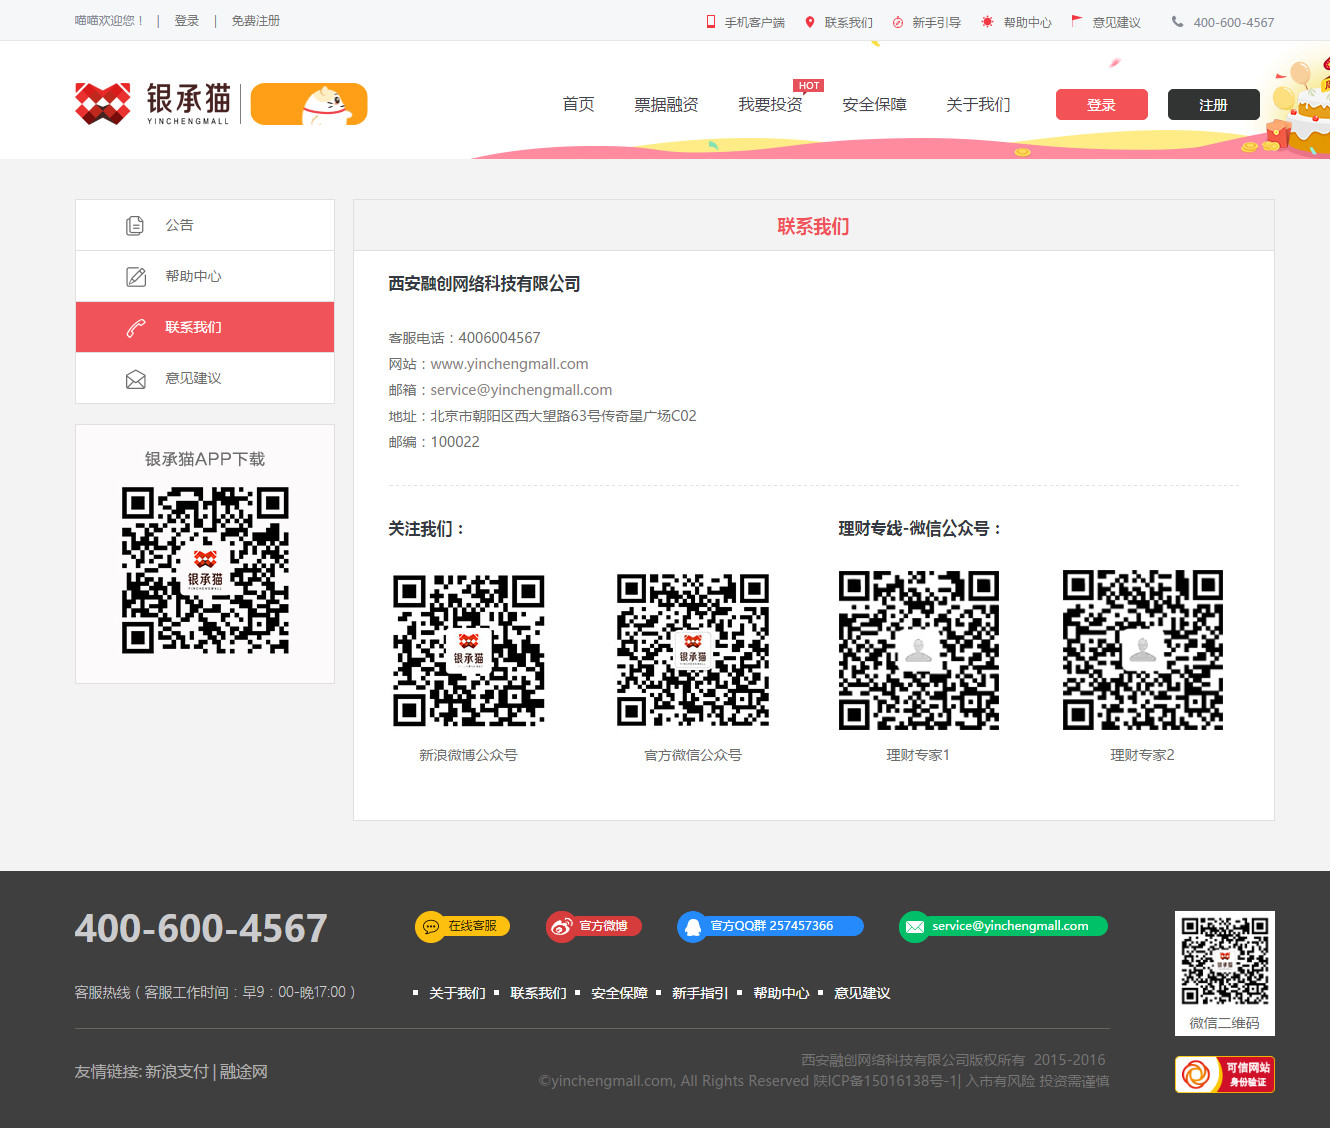 喵喵欢迎您！ | 登录 | 免费注册
手机客户端 联系我们 新手引导 帮助中心 意见建议 400-600-4567
银承猫
YINCHENGMALL
首页 票据融资 我要投资 HOT 安全保障 关于我们 登录 注册
公告
帮助中心
联系我们
意见建议
银承猫APP下载
银承猫
YINCHENGMALL
联系我们
西安融创网络科技有限公司
客服电话：4006004567
网站：www.yinchengmall.com
邮箱：service@yinchengmall.com
地址：北京市朝阳区西大望路63号传奇星广场C02
邮编：100022
关注我们：
理财专线-微信公众号：
银承猫
银承猫
新浪微博公众号
官方微信公众号
理财专家1
理财专家2
400-600-4567
在线客服
官方微博
官方QQ群 257457366
service@yinchengmall.com
客服热线（客服工作时间：早9：00-晚17:00）
关于我们 联系我们 安全保障 新手指引 帮助中心 意见建议
微信二维码
友情链接: 新浪支付 | 融途网
西安融创网络科技有限公司版权所有 2015-2016
©yinchengmall.com, All Rights Reserved 陕ICP备15016138号-1| 入市有风险 投资需谨慎
可信网站
身份验证